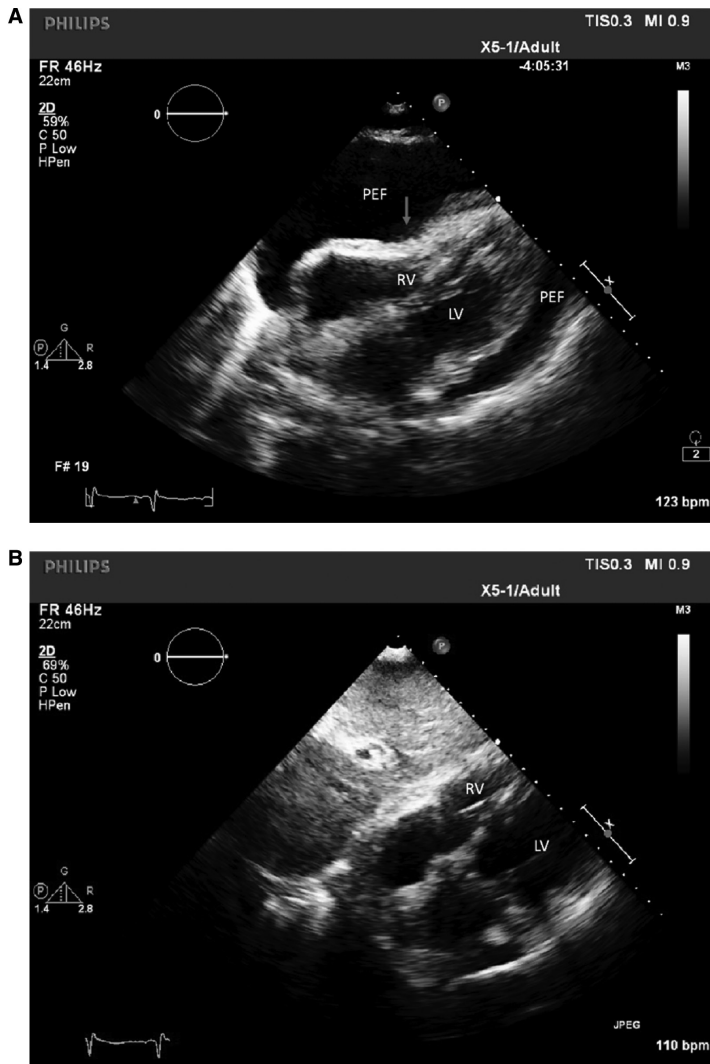 A
PHILIPS
TIS0.3 MI 0.9
X5-1/Adult
FR 46Hz
22cm
-4:05:31
M3
2D
59%
C 50
P Low
HPen
0
P
PEF
RV
LV
PEF
X
G
P R
1.4 2.8
2
F# 19
123 bpm
B
PHILIPS
TIS0.3 MI 0.9
X5-1/Adult
FR 46Hz
22cm
M3
2D
69%
C 50
P Low
HPen
0
P
RV
LV
X
G
P R
1.4 2.8
JPEG
110 bpm